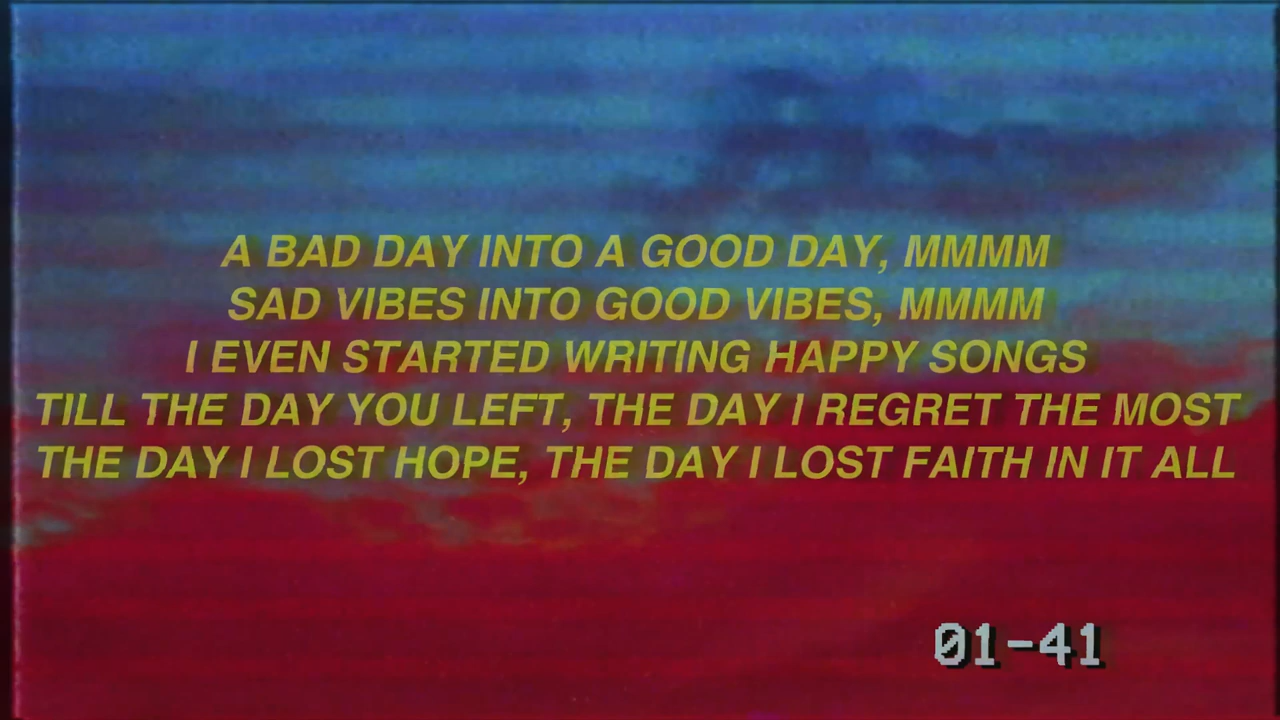 A BAD DAY INTO A GOOD DAY, MMMM
SAD VIBES INTO GOOD VIBES, MMMM
I EVEN STARTED WRITING HAPPY SONGS
TILL THE DAY YOU LEFT, THE DAY I REGRET THE MOST
THE DAY I LOST HOPE, THE DAY I LOST FAITH IN IT ALL
01-41